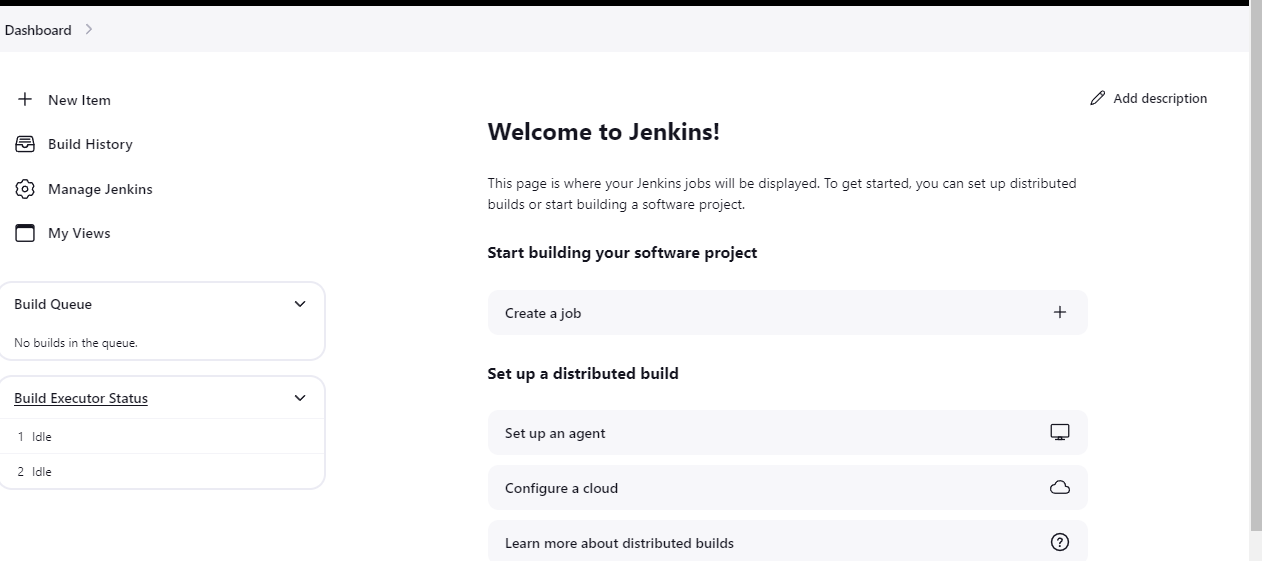 Dashboard
New Item
Build History
Manage Jenkins
My Views
Build Queue
No builds in the queue.
Build Executor Status
1 Idle
2 Idle
Add description
Welcome to Jenkins!
This page is where your Jenkins jobs will be displayed. To get started, you can set up distributed
builds or start building a software project.
Start building your software project
Create a job
Set up a distributed build
Set up an agent
Configure a cloud
Learn more about distributed builds